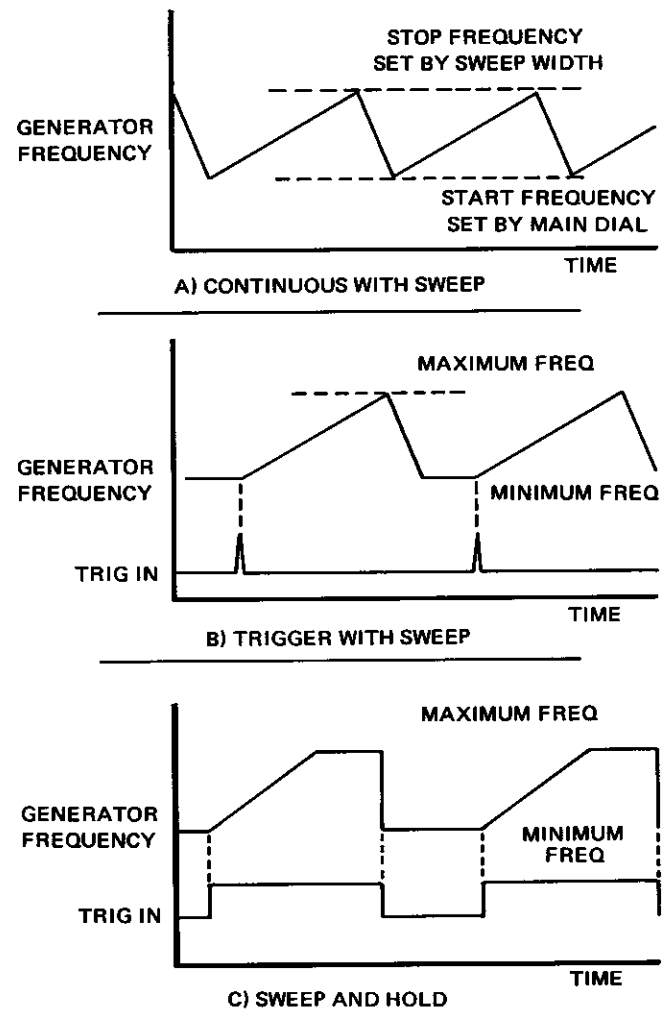 STOP FREQUENCY
SET BY SWEEP WIDTH
GENERATOR
FREQUENCY
START FREQUENCY
SET BY MAIN DIAL
TIME
A) CONTINUOUS WITH SWEEP
MAXIMUM FREQ
GENERATOR
FREQUENCY
MINIMUM FREQ
TRIG IN
TIME
B) TRIGGER WITH SWEEP
MAXIMUM FREQ
GENERATOR
FREQUENCY
MINIMUM
FREQ
TRIG IN
TIME
C) SWEEP AND HOLD